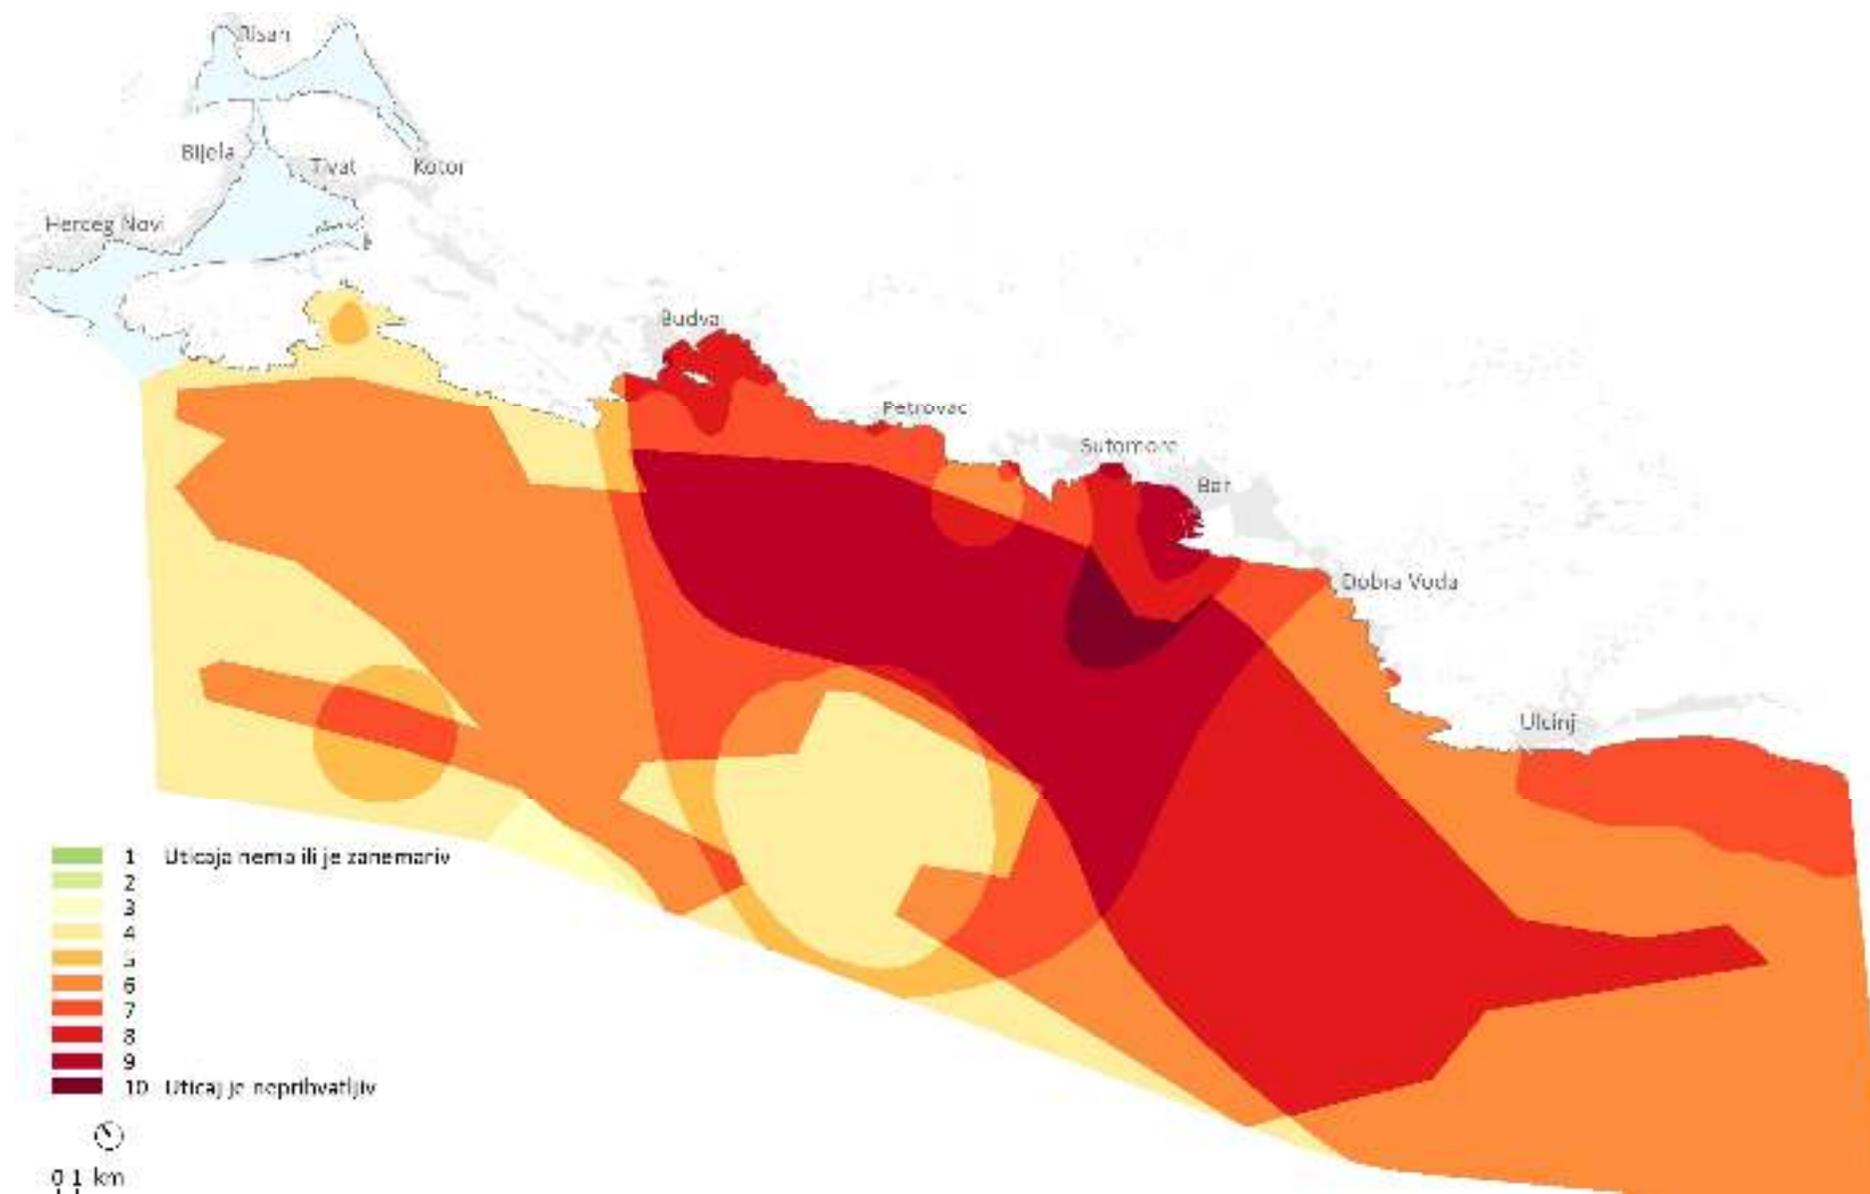 Risan
Bijela
Tivat
Kotor
Herceg Novi
Budva
Petrovac
Sutomore
Bar
Dobra Voda
Ulcinj
1 Uticaja nema ili je zanemariv
2
3
4
5
6
7
8
9
10 Uticaj je neprihvatljiv
0 1 km